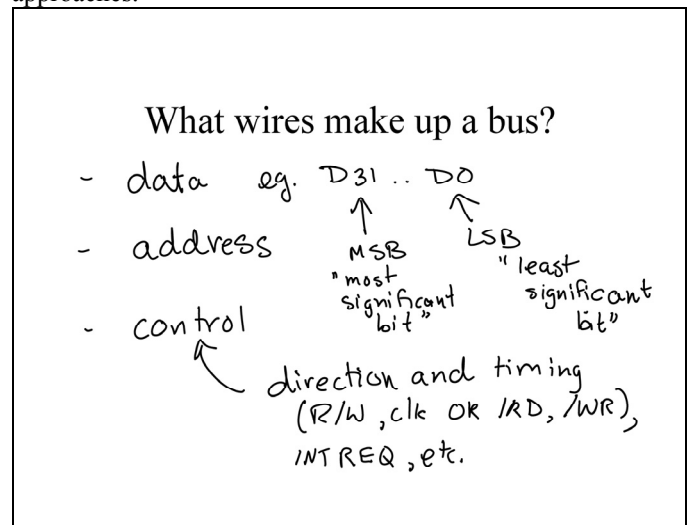 approaches.
What wires make up a bus?
- data eg. D31 .. D0
- address
MSB
"most
significant
bit"
LSB
"least
significant
bit"
- control
direction and timing
(R/W, clk OR /RD, /WR),
INTREQ, etc.